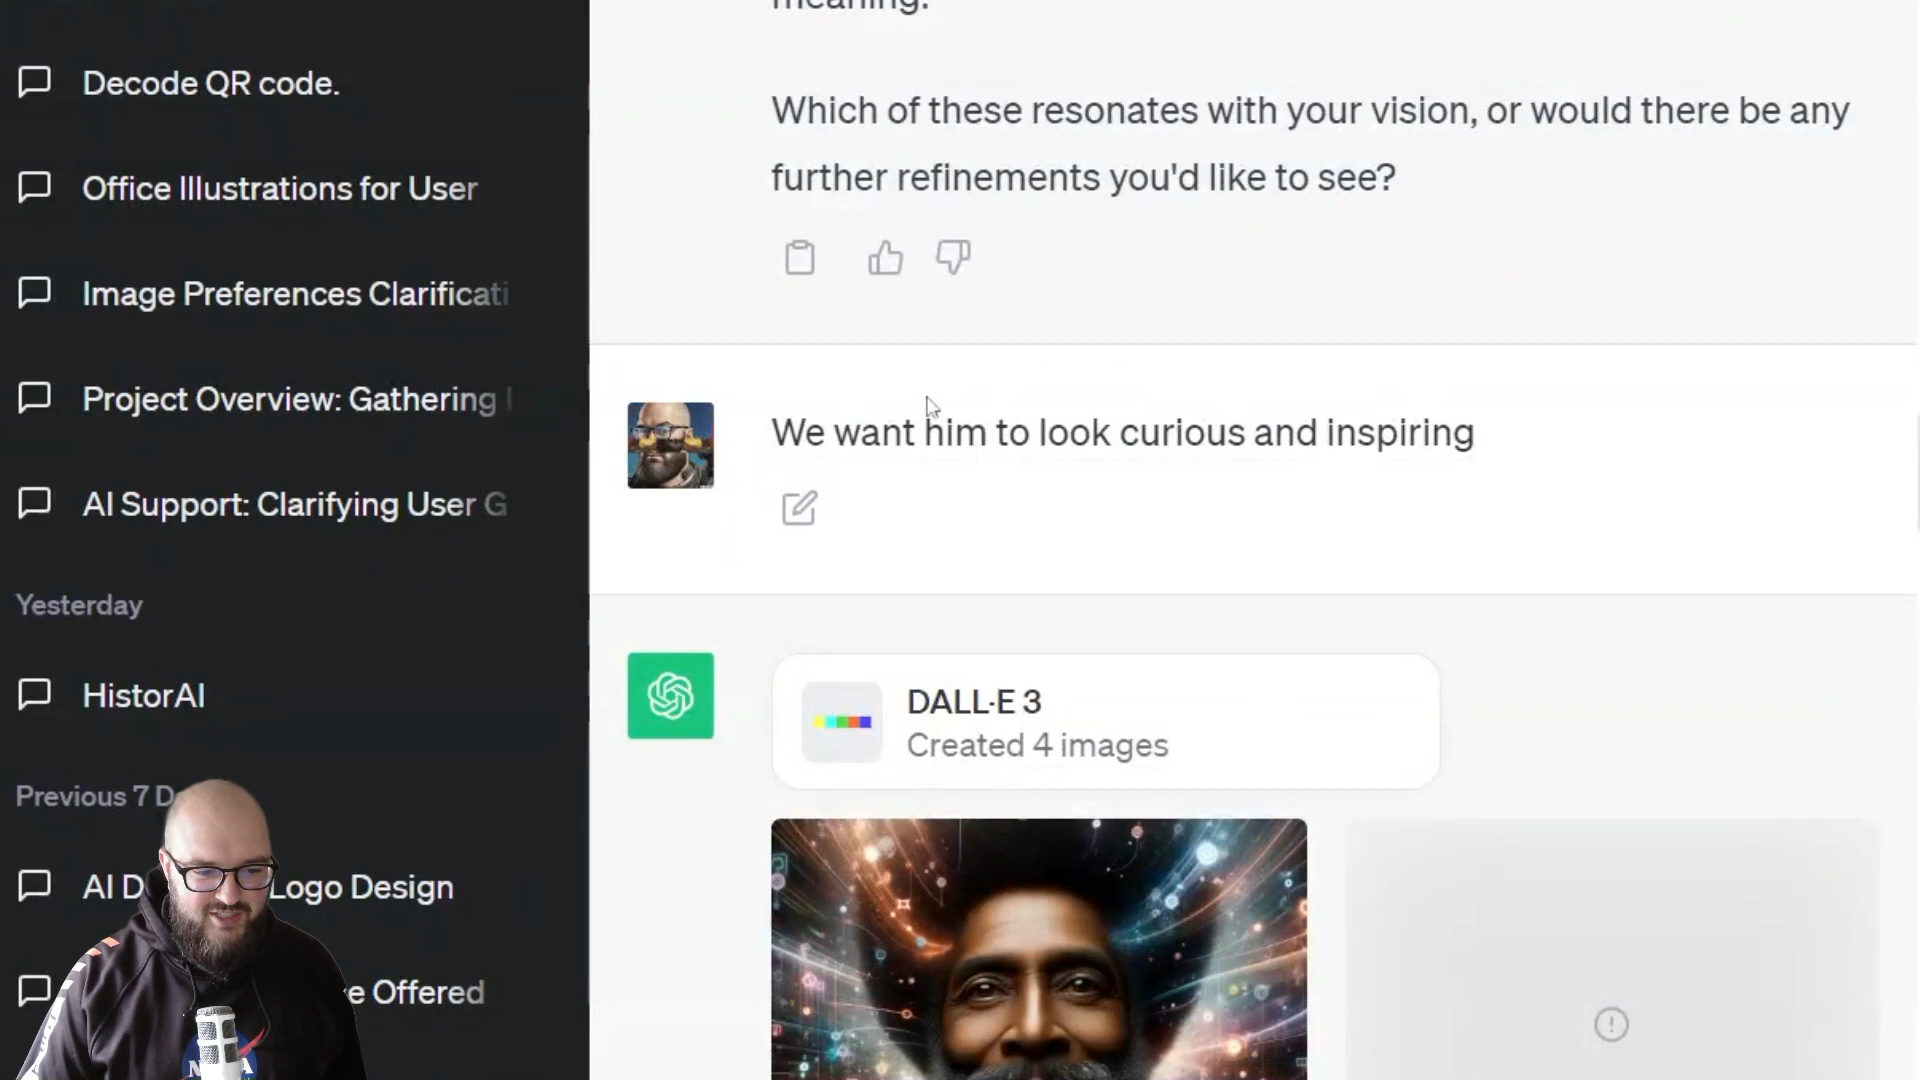 Decode QR code.
Office Illustrations for User
Image Preferences Clarificati
Project Overview: Gathering
AI Support: Clarifying User G
Yesterday
HistorAI
Previous 7 D
AI D
Logo Design
e Offered
meaning.
Which of these resonates with your vision, or would there be any
further refinements you'd like to see?
We want him to look curious and inspiring
DALL·E 3
Created 4 images